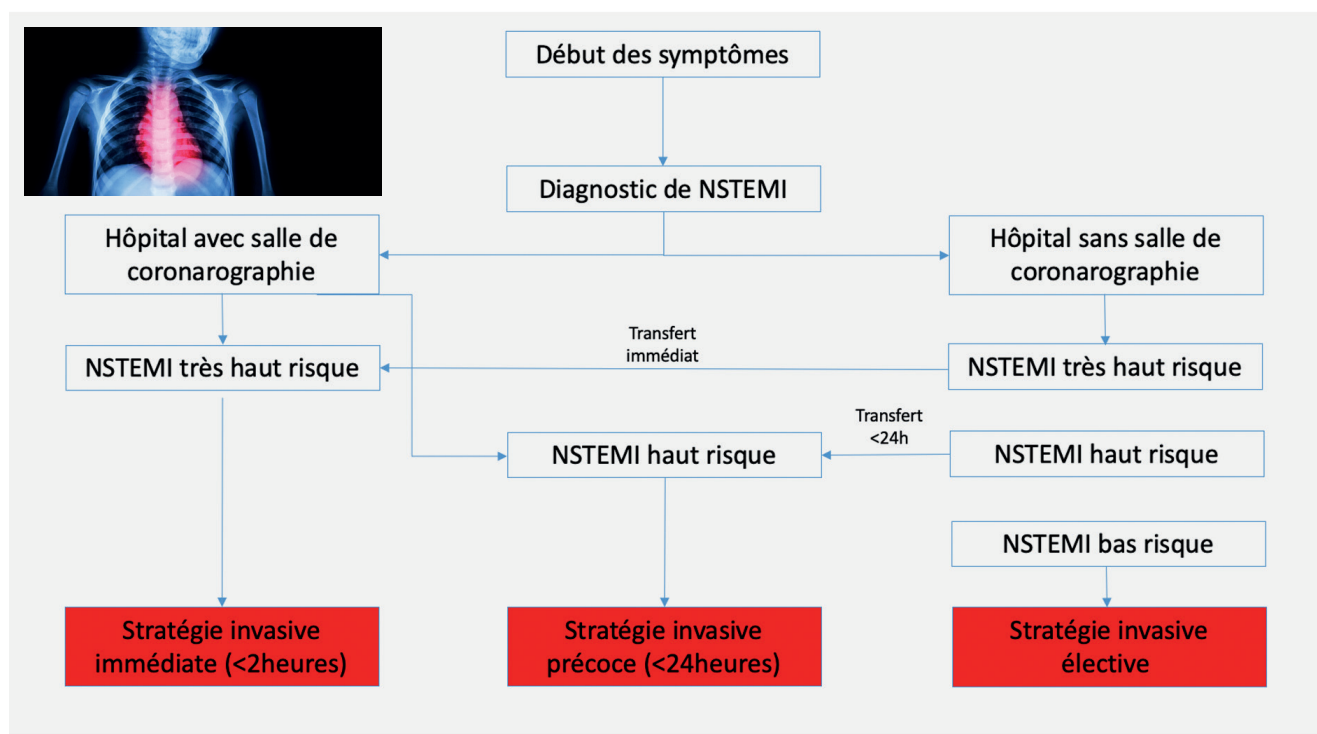 Début des symptômes
Diagnostic de NSTEMI
Hôpital avec salle de
coronarographie
Hôpital sans salle de
coronarographie
Transfert
immédiat
NSTEMI très haut risque
NSTEMI très haut risque
Transfert
<24h
NSTEMI haut risque
NSTEMI haut risque
NSTEMI bas risque
Stratégie invasive
immédiate (<2heures)
Stratégie invasive
précoce (<24heures)
Stratégie invasive
élective